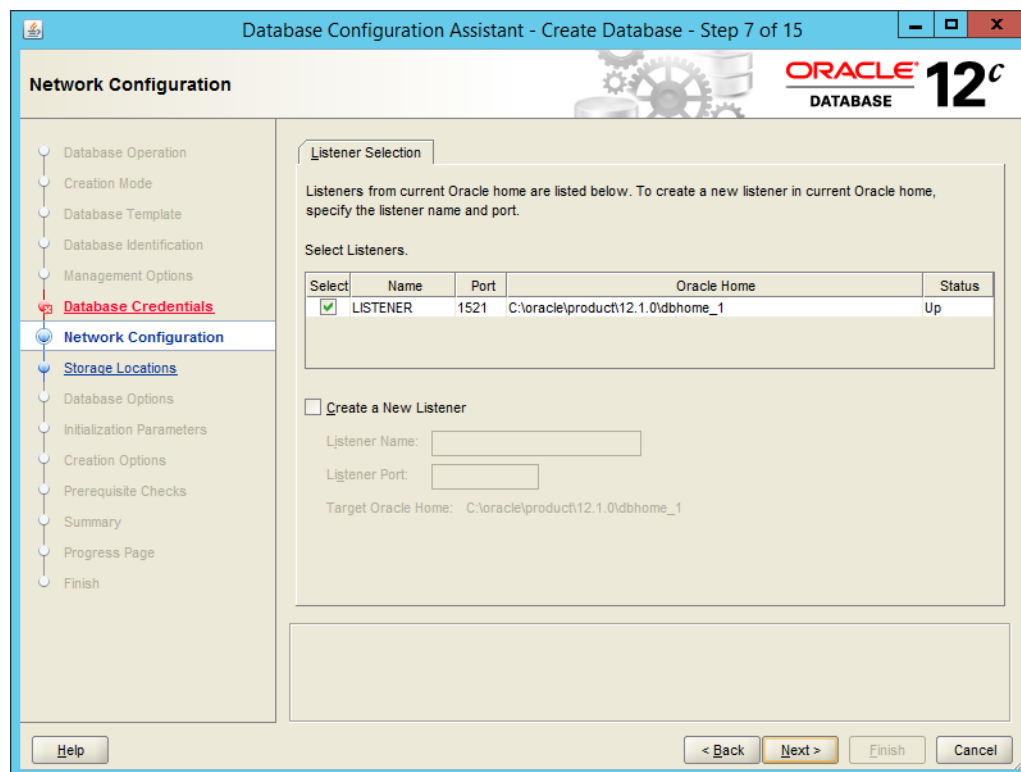 Database Configuration Assistant - Create Database - Step 7 of 15
Network Configuration
ORACLE
DATABASE
12c
Database Operation
Creation Mode
Database Template
Database Identification
Management Options
Database Credentials
Network Configuration
Storage Locations
Database Options
Initialization Parameters
Creation Options
Prerequisite Checks
Summary
Progress Page
Finish
Listener Selection
Listeners from current Oracle home are listed below. To create a new listener in current Oracle home,
specify the listener name and port.
Select Listeners.
Select Name Port Oracle Home Status
LISTENER 1521 C:\oracle\product\12.1.0\dbhome_1 Up
Create a New Listener
Listener Name:
Listener Port:
Target Oracle Home: C:\oracle\product\12.1.0\dbhome_1
Help
< Back
Next >
Finish
Cancel